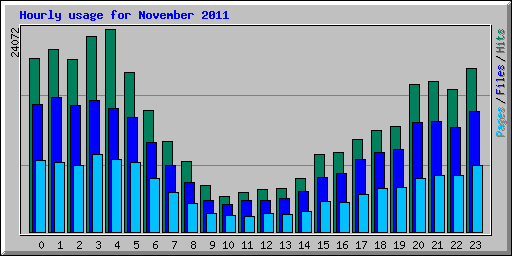 Hourly usage for November 2011
24072
Pages / Files / Hits
0 1 2 3 4 5 6 7 8 9 10 11 12 13 14 15 16 17 18 19 20 21 22 23